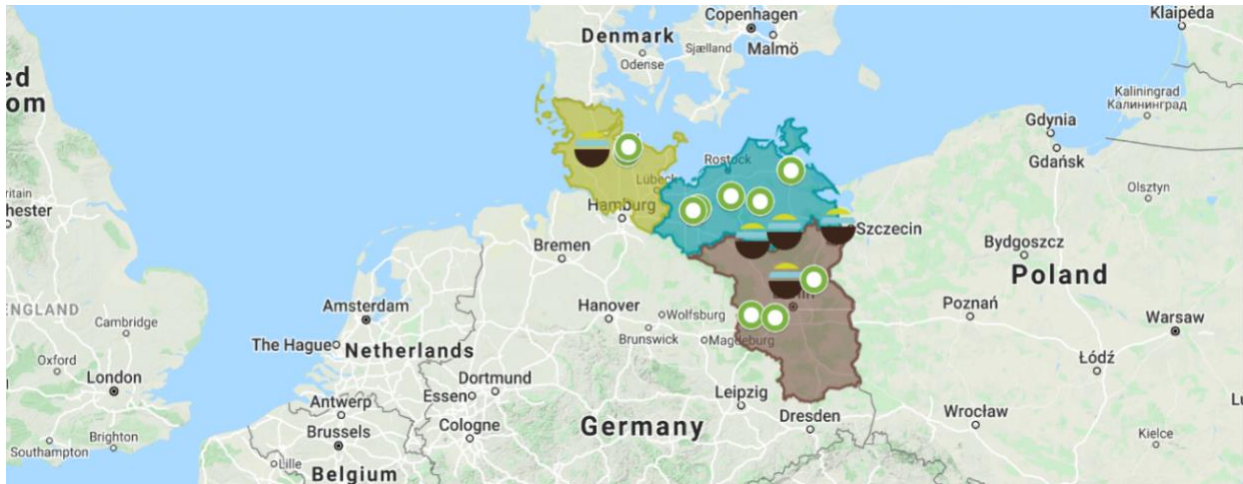 Klaipėda
Copenhagen
Denmark
Sjælland
Malmö
Odense
ed
om
Kaliningrad
Калининград
Gdynia
Gdańsk
Rostock
Lübeck
Olsztyn
ritain
hester
Hamburg
Szczecin
Bremen
Bydgoszcz
Poland
ENGLAND
Amsterdam
Hanover
Wolfsburg
Poznań
Warsaw
Cambridge
Brunswick
Magdeburg
The Hague
Netherlands
Łódź
Oxford
London
Dortmund
Essen
Leipzig
Antwerp
Wrocław
Lu
Dresden
Cologne
Germany
Brussels
Brighton
Southampton
Kielce
Lille
Belgium